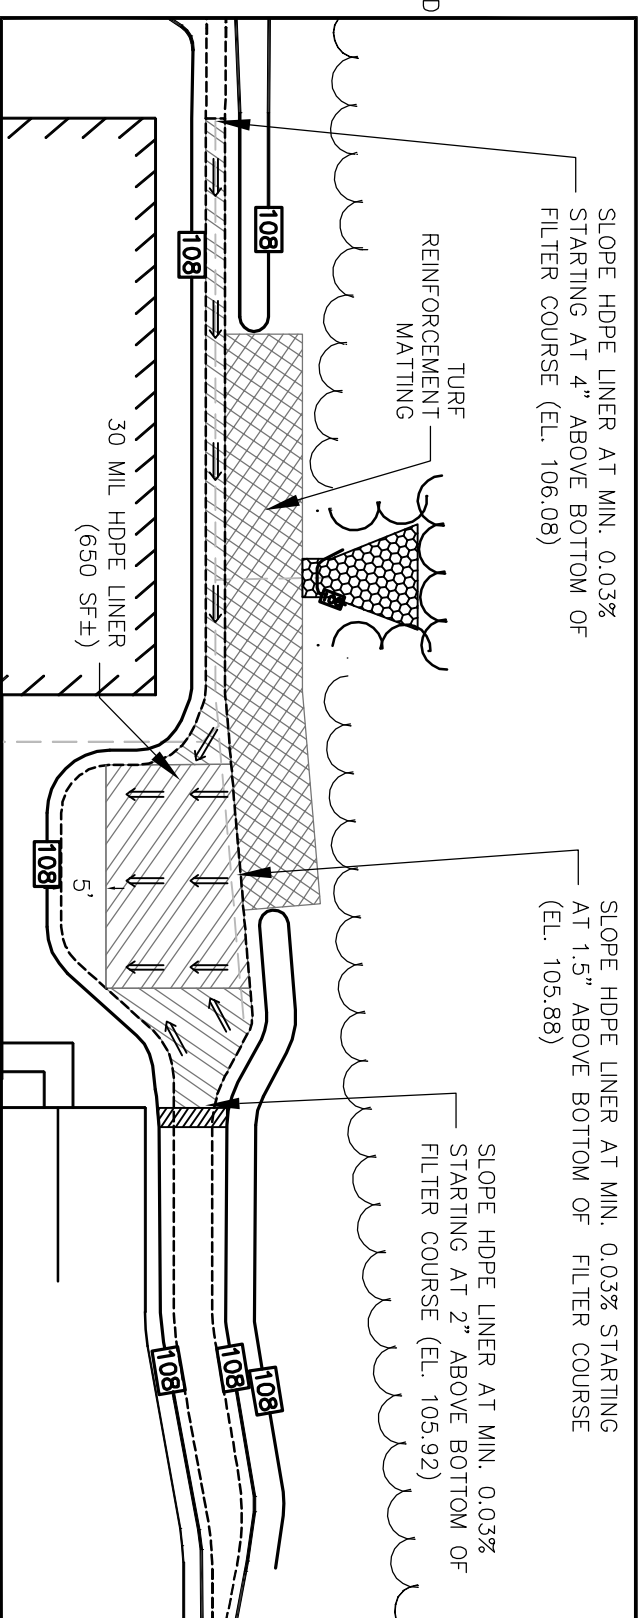 SLOPE HDPE LINER AT MIN. 0.03%
STARTING AT 4" ABOVE BOTTOM OF
FILTER COURSE (EL. 106.08)
TURF
REINFORCEMENT
MATTING
SLOPE HDPE LINER AT MIN. 0.03% STARTING
AT 1.5" ABOVE BOTTOM OF FILTER COURSE
(EL. 105.88)
SLOPE HDPE LINER AT MIN. 0.03%
STARTING AT 2" ABOVE BOTTOM OF
FILTER COURSE (EL. 105.92)
30 MIL HDPE LINER
(650 SF±)
5'
108
108
108
108
108
108
D